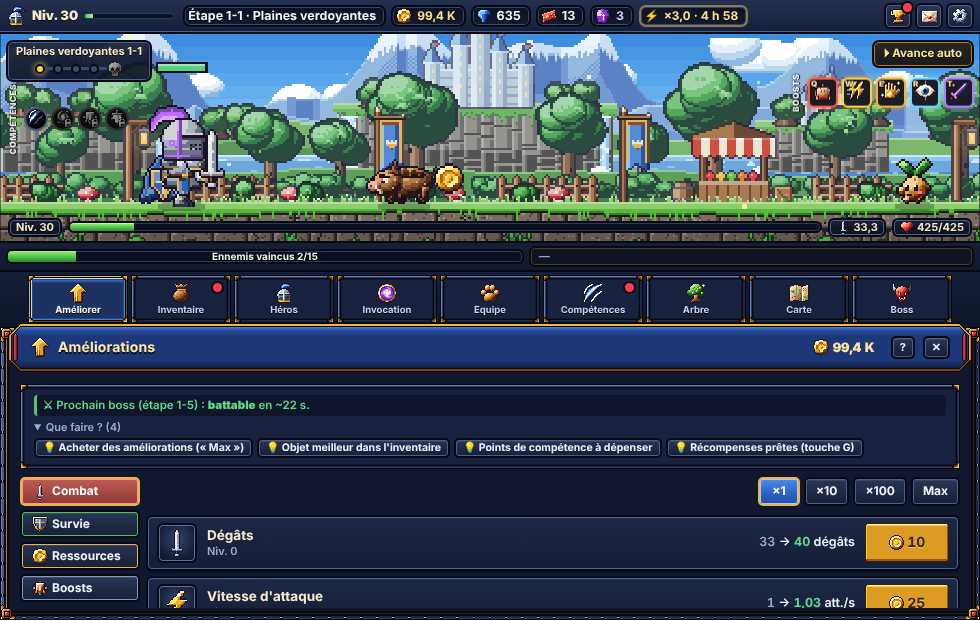 Niv. 30
Étape 1-1 · Plaines verdoyantes
99,4 K
635
13
3
×3,0 · 4 h 58
Plaines verdoyantes 1-1
Avance auto
COMPÉTENCES
BOOSTS
Niv. 30
33,3
425/425
Ennemis vaincus 2/15
—
Améliorer
Inventaire
Héros
Invocation
Equipe
Compétences
Arbre
Carte
Boss
Améliorations
99,4 K
?
×
Prochain boss (étape 1-5) : battable en ~22 s.
Que faire ? (4)
Acheter des améliorations (« Max »)
Objet meilleur dans l'inventaire
Points de compétence à dépenser
Récompenses prêtes (touche G)
Combat
Survie
Ressources
Boosts
×1
×10
×100
Max
Dégâts
Niv. 0
33 → 40 dégâts
10
Vitesse d'attaque
1 → 1,03 att./s
25